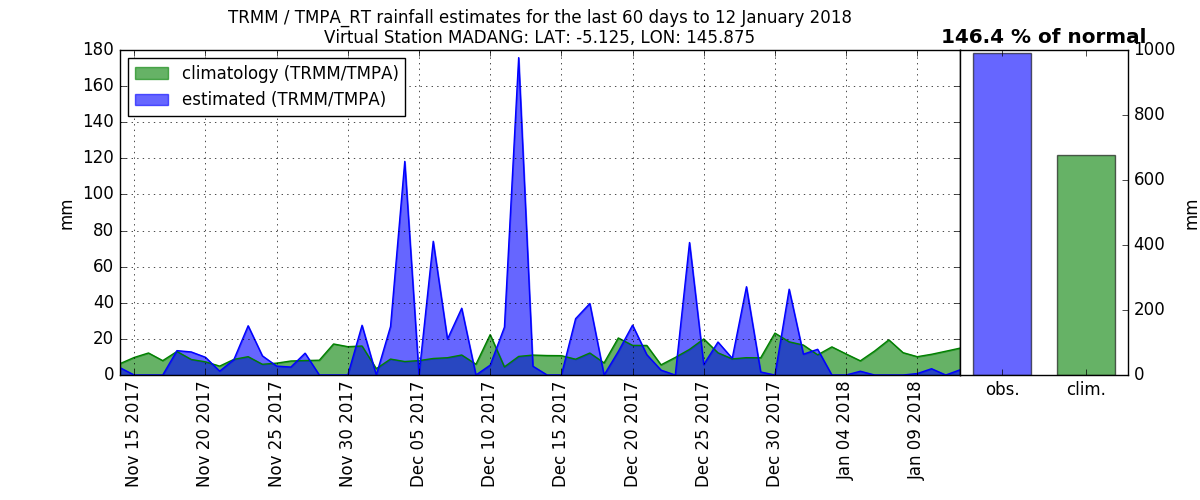 TRMM / TMPA_RT rainfall estimates for the last 60 days to 12 January 2018
Virtual Station MADANG: LAT: -5.125, LON: 145.875
146.4 % of normal
climatology (TRMM/TMPA)
estimated (TRMM/TMPA)
180
160
140
120
100
80
60
40
20
0
mm
Nov 15 2017
Nov 20 2017
Nov 25 2017
Nov 30 2017
Dec 05 2017
Dec 10 2017
Dec 15 2017
Dec 20 2017
Dec 25 2017
Dec 30 2017
Jan 04 2018
Jan 09 2018
1000
800
600
400
200
0
mm
obs.
clim.